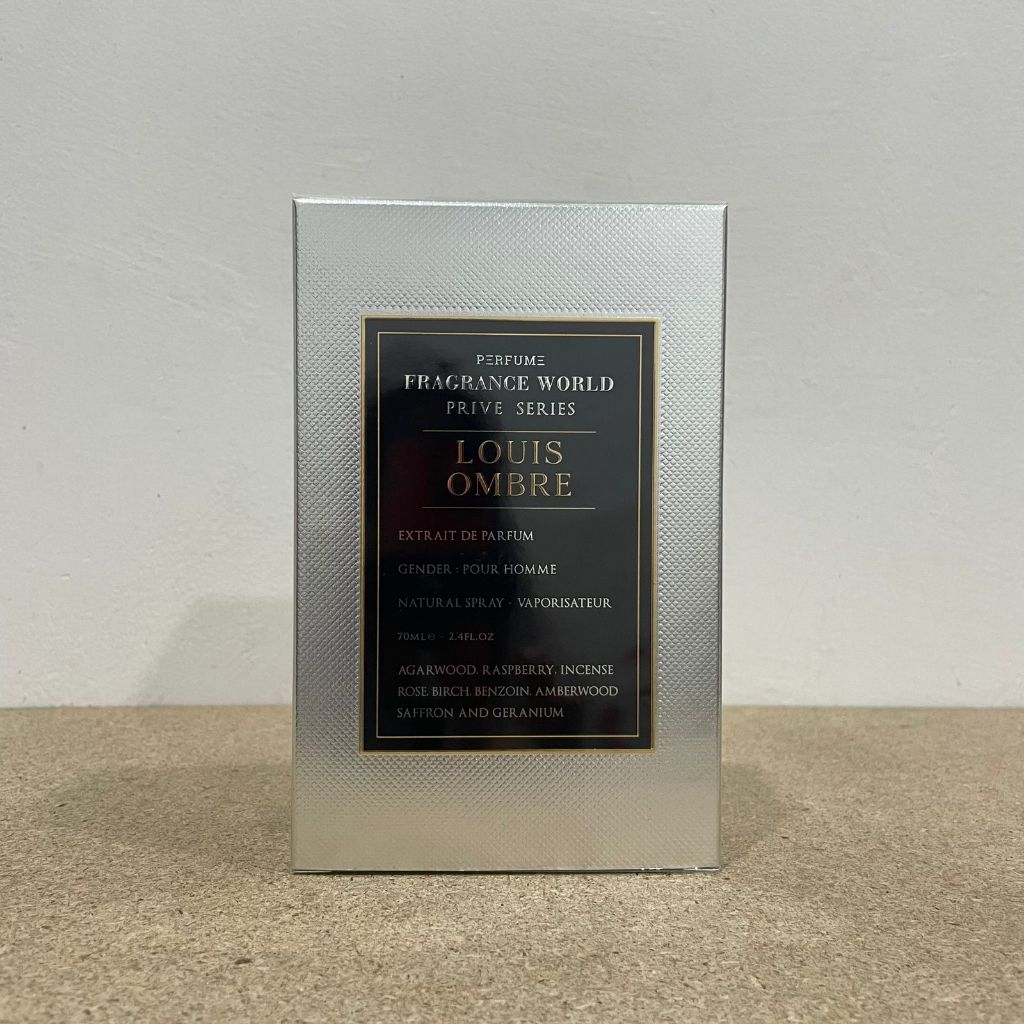 PERFUME
FRAGRANCE WORLD
PRIVE SERIES
LOUIS
OMBRE
EXTRAIT DE PARFUM
GENDER : POUR HOMME
NATURAL SPRAY - VAPORISATEUR
70ML℮ - 2.4FL.OZ
AGARWOOD, RASPBERRY, INCENSE
ROSE, BIRCH, BENZOIN, AMBERWOOD
SAFFRON AND GERANIUM